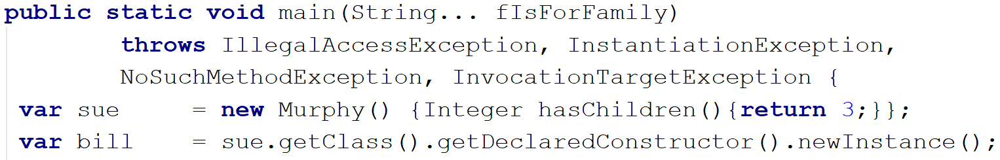 public static void main(String... fIsForFamily)
throws IllegalAccessException, InstantiationException,
NoSuchMethodException, InvocationTargetException {
var sue = new Murphy() {Integer hasChildren(){return 3;}};
var bill = sue.getClass().getDeclaredConstructor().newInstance();